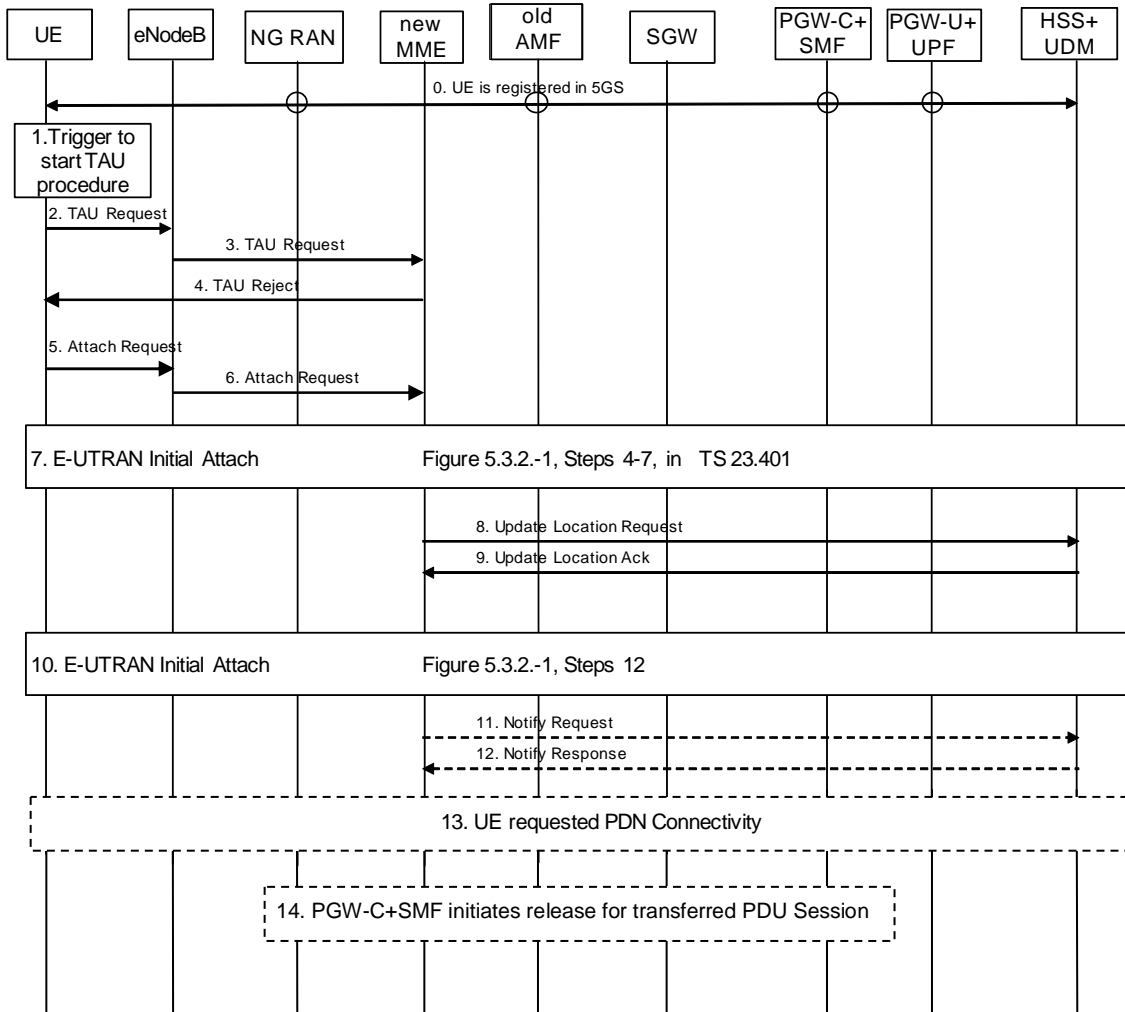 UE
eNodeB
NG RAN
new
MME
old
AMF
SGW
PGW-C+
SMF
PGW-U+
UPF
HSS+
UDM
0. UE is registered in 5GS
1.Trigger to
start TAU
procedure
2. TAU Request
3. TAU Request
4. TAU Reject
5. Attach Request
6. Attach Request
7. E-UTRAN Initial Attach Figure 5.3.2.-1, Steps 4-7, in TS 23.401
8. Update Location Request
9. Update Location Ack
10. E-UTRAN Initial Attach Figure 5.3.2.-1, Steps 12
11. Notify Request
12. Notify Response
13. UE requested PDN Connectivity
14. PGW-C+SMF initiates release for transferred PDU Session